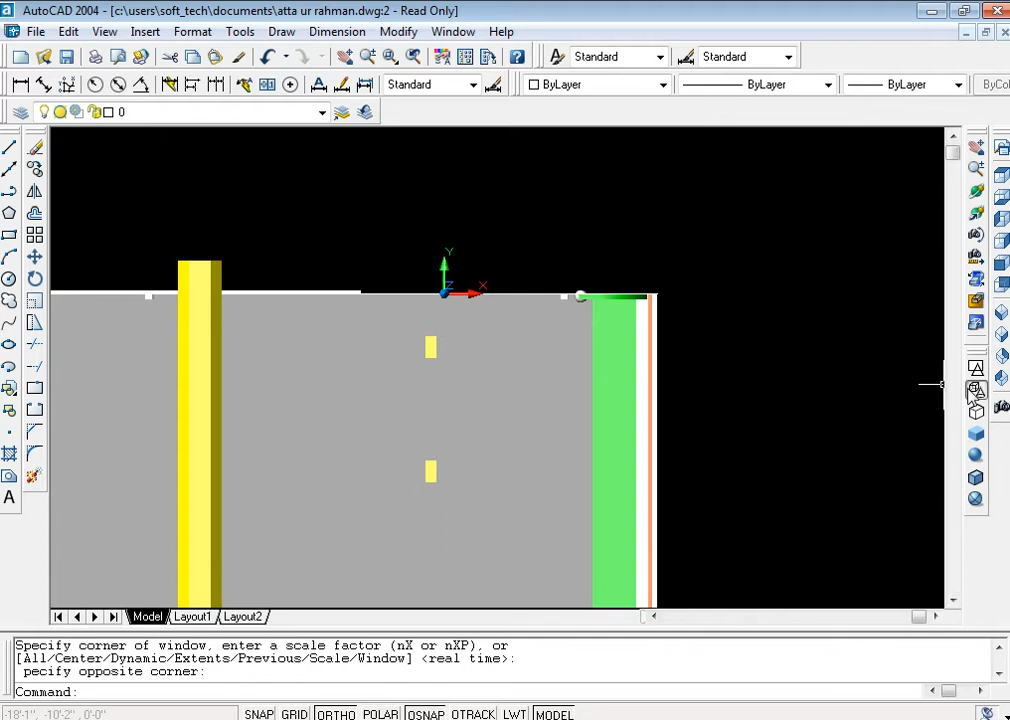 AutoCAD 2004 - [c:\users\soft_tech\documents\atta ur rahman.dwg:2 - Read Only]
File Edit View Insert Format Tools Draw Dimension Modify Window Help
Standard Standard
Standard ByLayer ByLayer ByLayer ByCol
0
Y
Z X
A
Model Layout1 Layout2
Specify corner of window, enter a scale factor (nX or nXP), or
[All/Center/Dynamic/Extents/Previous/Scale/Window] <real time>:
pecify opposite corner:
Command:
-18'-1", -10'-2", 0'-0" SNAP GRID ORTHO POLAR OSNAP OTRACK LWT MODEL